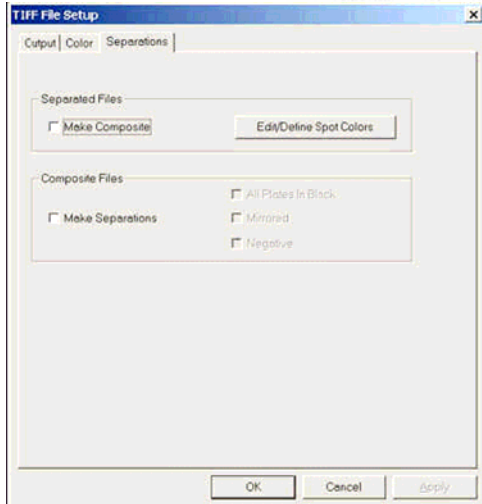 TIFF File Setup
Output Color Separations
Separated Files
Make Composite Edit/Define Spot Colors
Composite Files
All Plates In Black
Make Separations Mirrored
Negative
OK Cancel Apply